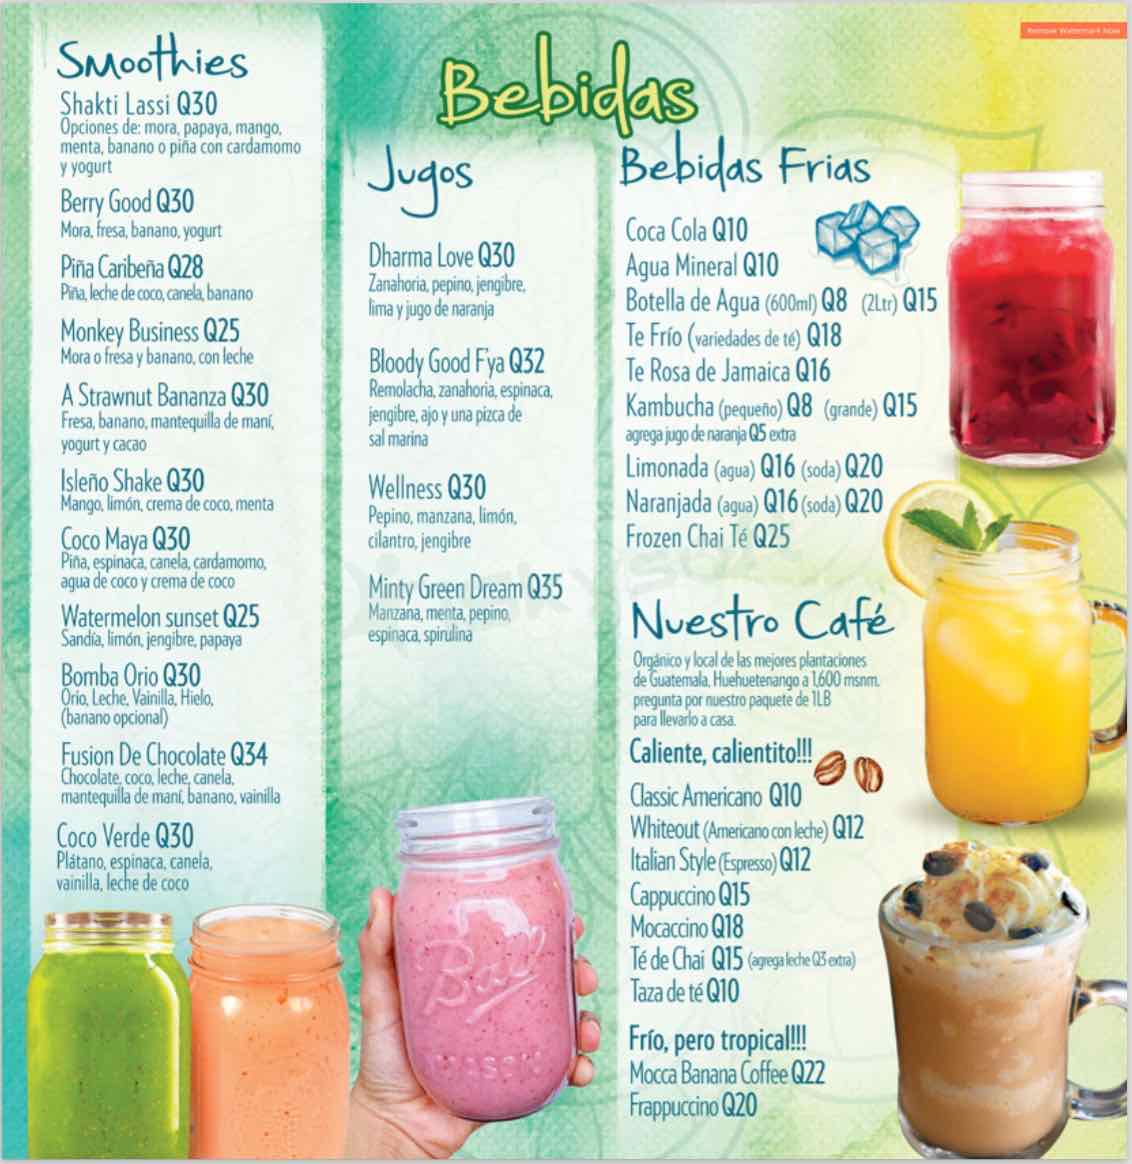 Remove Watermark Now
Bebidas
Smoothies
Shakti Lassi Q30
Opciones de: mora, papaya, mango,
menta, banano o piña con cardamomo
y yogurt
Berry Good Q30
Mora, fresa, banano, yogurt
Piña Caribeña Q28
Piña, leche de coco, canela, banano
Monkey Business Q25
Mora o fresa y banano, con leche
A Strawnut Bananza Q30
Fresa, banano, mantequilla de maní,
yogurt y cacao
Isleño Shake Q30
Mango, limón, crema de coco, menta
Coco Maya Q30
Piña, espinaca, canela, cardamomo,
agua de coco y crema de coco
Watermelon sunset Q25
Sandía, limón, jengibre, papaya
Bomba Orio Q30
Orio, Leche, Vainilla, Hielo,
(banano opcional)
Fusion De Chocolate Q34
Chocolate, coco, leche, canela,
mantequilla de maní, banano, vainilla
Coco Verde Q30
Plátano, espinaca, canela,
vainilla, leche de coco
Jugos
Dharma Love Q30
Zanahoria, pepino, jengibre,
lima y jugo de naranja
Bloody Good F'ya Q32
Remolacha, zanahoria, espinaca,
jengibre, ajo y una pizca de
sal marina
Wellness Q30
Pepino, manzana, limón,
cilantro, jengibre
Minty Green Dream Q35
Manzana, menta, pepino,
espinaca, spirulina
Ball
MASON
Bebidas Frias
Coca Cola Q10
Agua Mineral Q10
Botella de Agua (600ml) Q8 (2Ltr) Q15
Te Frío (variedades de té) Q18
Te Rosa de Jamaica Q16
Kambucha (pequeño) Q8 (grande) Q15
agrega jugo de naranja Q5 extra
Limonada (agua) Q16 (soda) Q20
Naranjada (agua) Q16 (soda) Q20
Frozen Chai Té Q25
Nuestro Café
Orgánico y local de las mejores plantaciones
de Guatemala, Huehuetenango a 1,600 msnm.
pregunta por nuestro paquete de 1LB
para llevarlo a casa.
Caliente, calientito!!!
Classic Americano Q10
Whiteout (Americano con leche) Q12
Italian Style (Espresso) Q12
Cappuccino Q15
Mocaccino Q18
Té de Chai Q15 (agrega leche Q3 extra)
Taza de té Q10
Frío, pero tropical!!!
Mocca Banana Coffee Q22
Frappuccino Q20